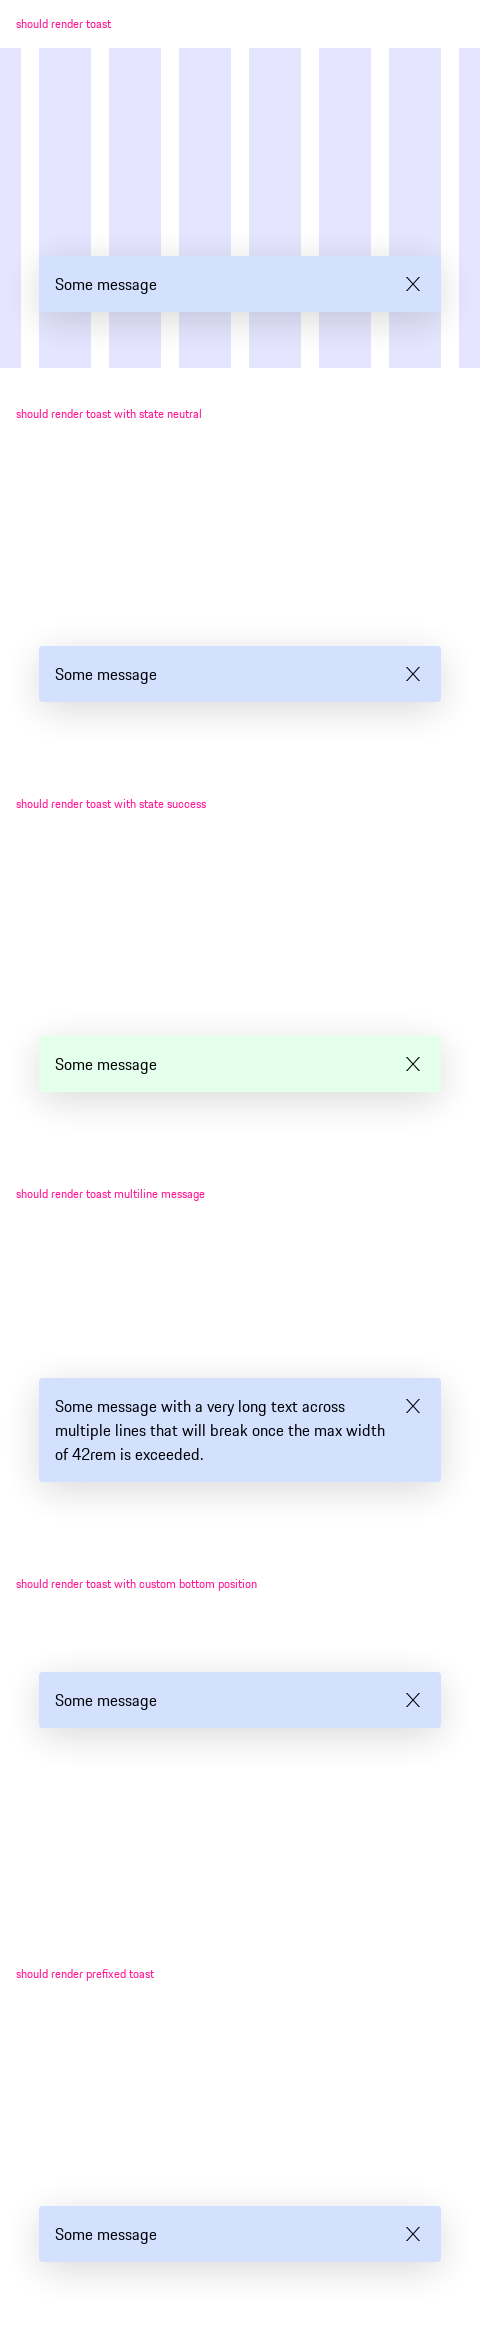 should render toast
Some message
should render toast with state neutral
Some message
should render toast with state success
Some message
should render toast multiline message
Some message with a very long text across
multiple lines that will break once the max width
of 42rem is exceeded.
should render toast with custom bottom position
Some message
should render prefixed toast
Some message